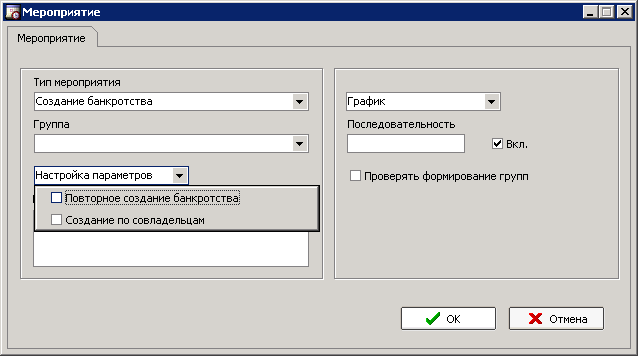 Мероприятие
Мероприятие
Тип мероприятия
Создание банкротства
Группа
Настройка параметров
Повторное создание банкротства
Создание по совладельцам
График
Последовательность
Вкл.
Проверять формирование групп
OK
Отмена